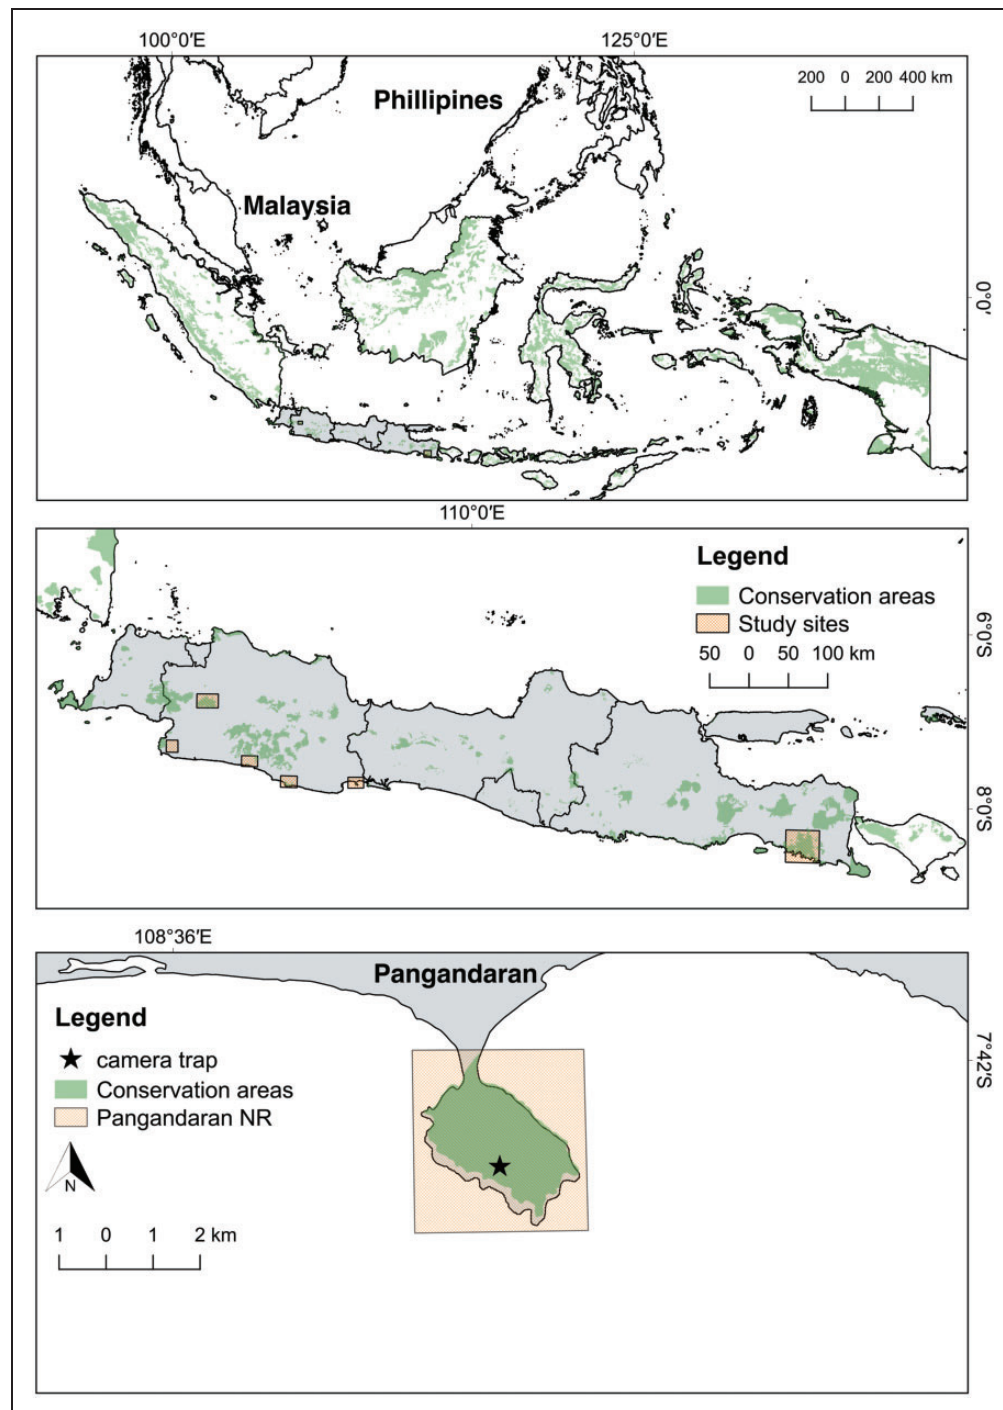 100°0′E 125°0′E
200 0 200 400 km
Phillipines
Malaysia
0°0′
110°0′E
Legend
Conservation areas
Study sites
50 0 50 100 km
6°0′S
8°0′S
108°36′E
Pangandaran
Legend
camera trap
Conservation areas
Pangandaran NR
N
1 0 1 2 km
7°42′S